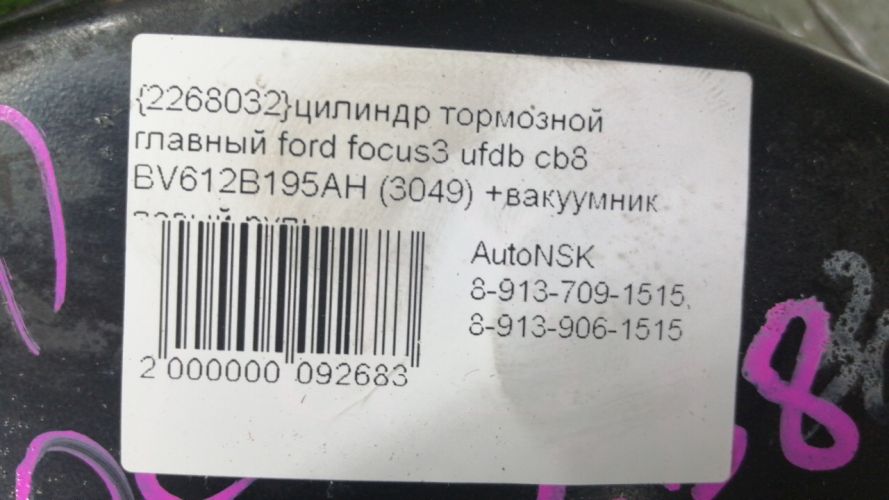 {2268032}цилиндр тормозной
главный ford focus3 ufdb cb8
BV612B195AH (3049) +вакуумник
AutoNSK
8-913-709-1515,
8-913-906-1515
2 000000 092683
8